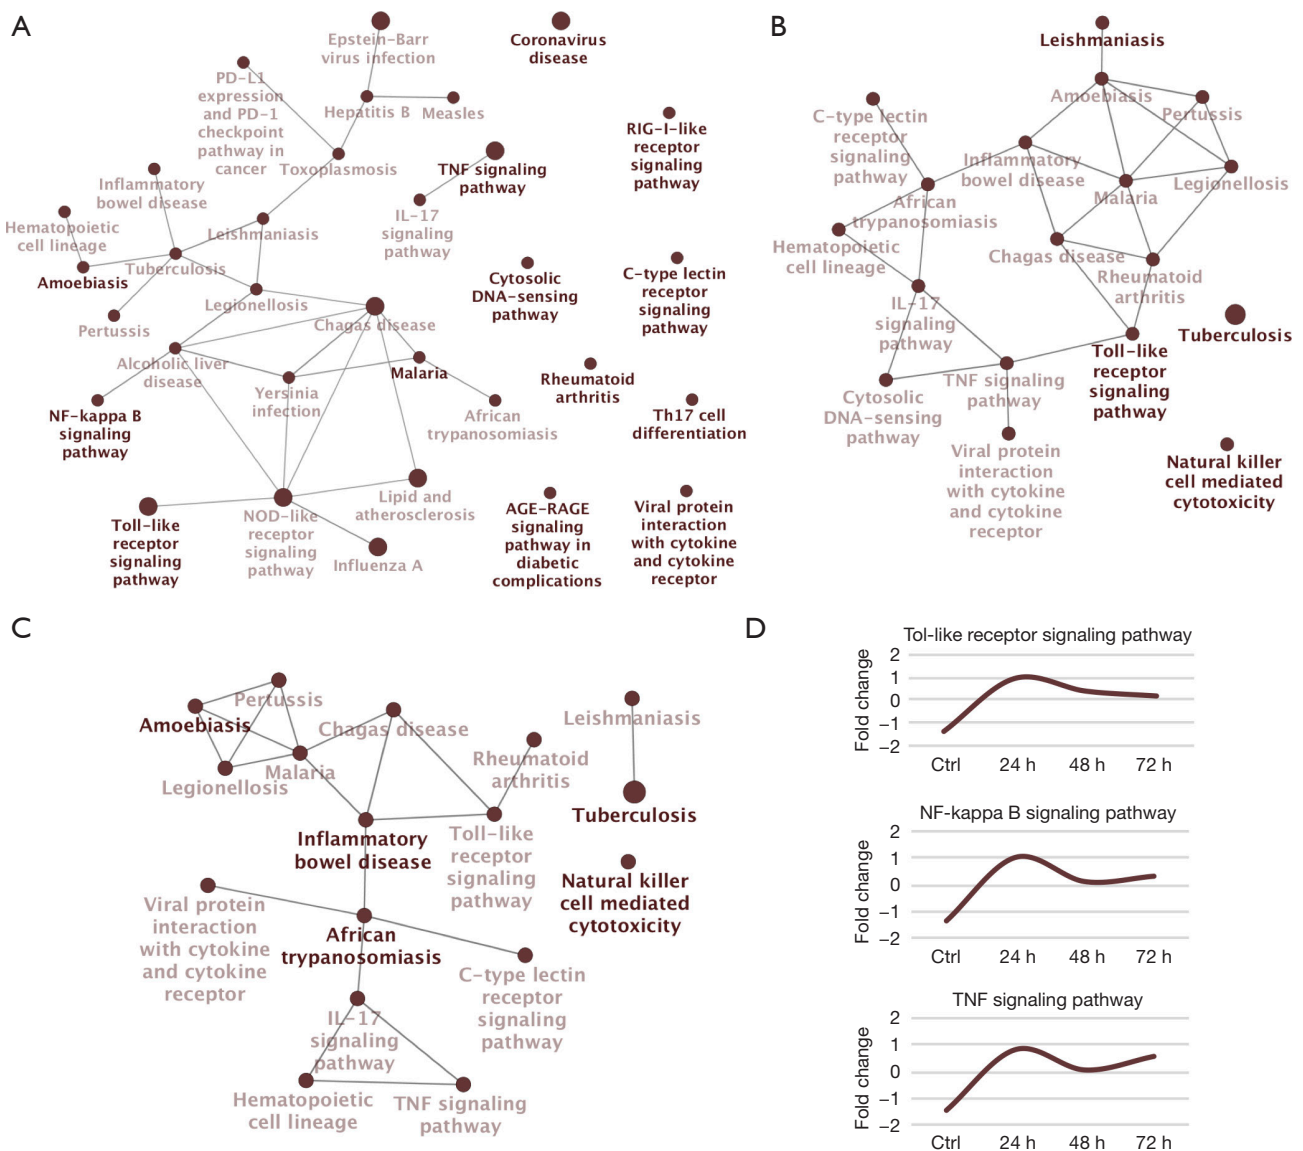 A
Epstein-Barr
virus infection
Coronavirus
disease
PD-L1
expression
and PD-1
checkpoint
pathway in
cancer
Hepatitis B
Measles
Toxoplasmosis
TNF signaling
pathway
RIG-I-like
receptor
signaling
pathway
Inflammatory
bowel disease
IL-17
signaling
pathway
Hematopoietic
cell lineage
Leishmaniasis
Tuberculosis
Amoebiasis
Cytosolic
DNA-sensing
pathway
C-type lectin
receptor
signaling
pathway
Legionellosis
Pertussis
Chagas disease
Alcoholic liver
disease
Malaria
Yersinia
infection
Rheumatoid
arthritis
NF-kappa B
signaling
pathway
African
trypanosomiasis
Th17 cell
differentiation
Lipid and
atherosclerosis
Toll-like
receptor
signaling
pathway
NOD-like
receptor
signaling
pathway
Influenza A
AGE-RAGE
signaling
pathway in
diabetic
complications
Viral protein
interaction
with cytokine
and cytokine
receptor
B
Leishmaniasis
Amoebiasis
Pertussis
C-type lectin
receptor
signaling
pathway
Inflammatory
bowel disease
Malaria
Legionellosis
African
trypanosomiasis
Hematopoietic
cell lineage
Chagas disease
Rheumatoid
arthritis
IL-17
signaling
pathway
Tuberculosis
Toll-like
receptor
signaling
pathway
TNF signaling
pathway
Cytosolic
DNA-sensing
pathway
Viral protein
interaction
with cytokine
and cytokine
receptor
Natural killer
cell mediated
cytotoxicity
C
Pertussis
Amoebiasis
Chagas disease
Leishmaniasis
Malaria
Legionellosis
Rheumatoid
arthritis
Tuberculosis
Inflammatory
bowel disease
Toll-like
receptor
signaling
pathway
Natural killer
cell mediated
cytotoxicity
Viral protein
interaction
with cytokine
and cytokine
receptor
African
trypanosomiasis
C-type lectin
receptor
signaling
pathway
IL-17
signaling
pathway
Hematopoietic
cell lineage
TNF signaling
pathway
D
Tol-like receptor signaling pathway
Fold change
2
1
0
−1
−2
Ctrl 24 h 48 h 72 h
NF-kappa B signaling pathway
Fold change
2
1
0
−1
−2
Ctrl 24 h 48 h 72 h
TNF signaling pathway
Fold change
2
1
0
−1
−2
Ctrl 24 h 48 h 72 h